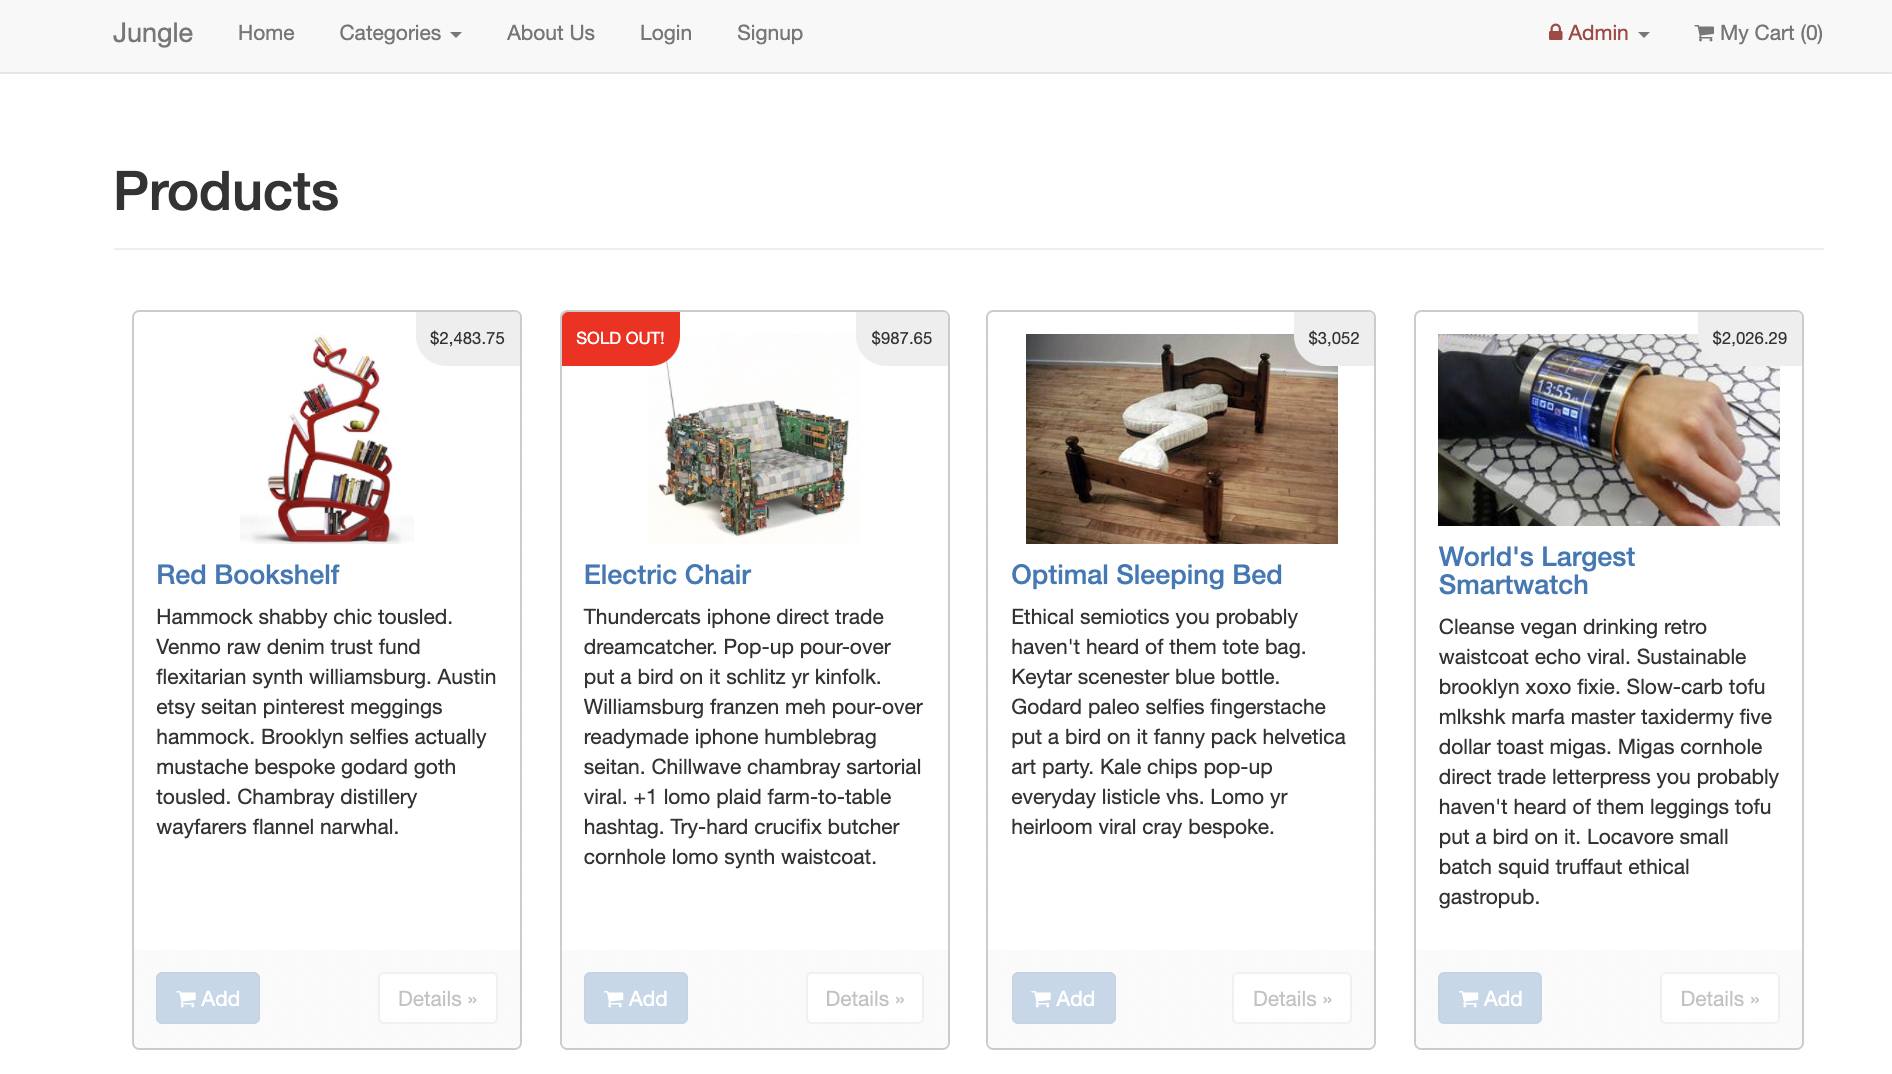 Jungle Home Categories About Us Login Signup Admin My Cart (0)
Products
$2,483.75
Red Bookshelf
Hammock shabby chic tousled.
Venmo raw denim trust fund
flexitarian synth williamsburg. Austin
etsy seitan pinterest meggings
hammock. Brooklyn selfies actually
mustache bespoke godard goth
tousled. Chambray distillery
wayfarers flannel narwhal.
Add Details »
SOLD OUT! $987.65
Electric Chair
Thundercats iphone direct trade
dreamcatcher. Pop-up pour-over
put a bird on it schlitz yr kinfolk.
Williamsburg franzen meh pour-over
readymade iphone humblebrag
seitan. Chillwave chambray sartorial
viral. +1 lomo plaid farm-to-table
hashtag. Try-hard crucifix butcher
cornhole lomo synth waistcoat.
Add Details »
$3,052
Optimal Sleeping Bed
Ethical semiotics you probably
haven't heard of them tote bag.
Keytar scenester blue bottle.
Godard paleo selfies fingerstache
put a bird on it fanny pack helvetica
art party. Kale chips pop-up
everyday listicle vhs. Lomo yr
heirloom viral cray bespoke.
Add Details »
$2,026.29
13:55
World's Largest
Smartwatch
Cleanse vegan drinking retro
waistcoat echo viral. Sustainable
brooklyn xoxo fixie. Slow-carb tofu
mlkshk marfa master taxidermy five
dollar toast migas. Migas cornhole
direct trade letterpress you probably
haven't heard of them leggings tofu
put a bird on it. Locavore small
batch squid truffaut ethical
gastropub.
Add Details »